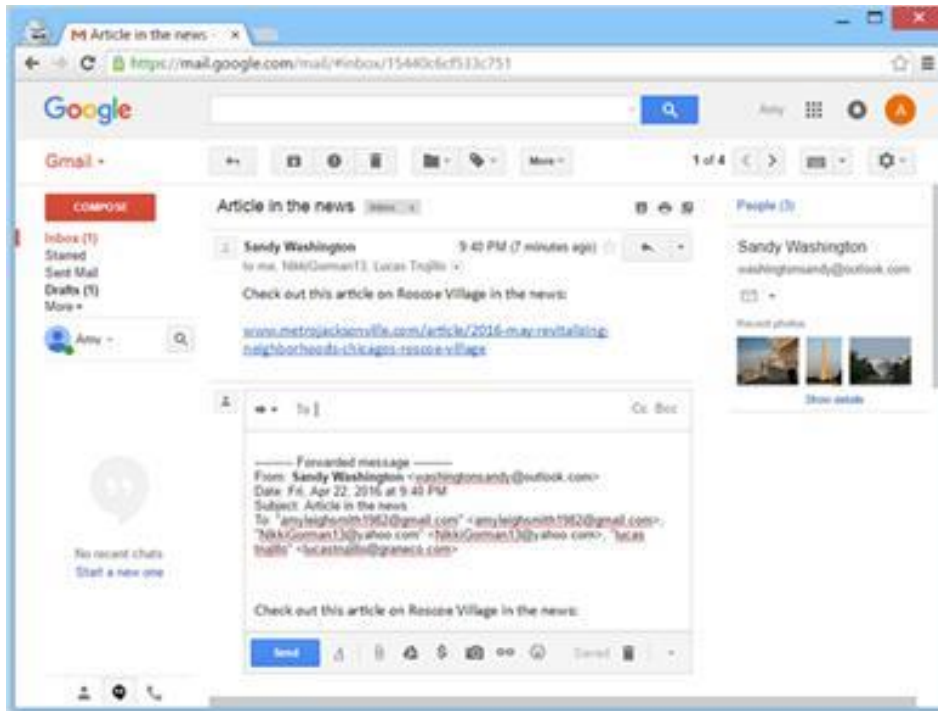 M Article in the news - ×
https://mail.google.com/mail/#inbox/15440c6cf533c751
Google
Amy
A
Gmail
More
1 of 4
COMPOSE
Inbox (1)
Starred
Sent Mail
Drafts (1)
More
Amy
No recent chats
Start a new one
Article in the news Inbox x
Sandy Washington 9:40 PM (7 minutes ago)
to me, NikkiGorman13, Lucas Trujillo
Check out this article on Roscoe Village in the news:
www.metrojacksonville.com/article/2016-may-revitalizing-
neighborhoods-chicagos-roscoe-village
To Cc Bcc
---------- Forwarded message ----------
From: Sandy Washington <washingtonsandy@outlook.com>
Date: Fri, Apr 22, 2016 at 9:40 PM
Subject: Article in the news
To: "amyleighsmith1982@gmail.com" <amyleighsmith1982@gmail.com>,
"NikkiGorman13@yahoo.com" <NikkiGorman13@yahoo.com>, "lucas
trujillo" <lucastrujillo@graneco.com>
Check out this article on Roscoe Village in the news:
Send Saved
People (3)
Sandy Washington
washingtonsandy@outlook.com
Recent photos
Show details